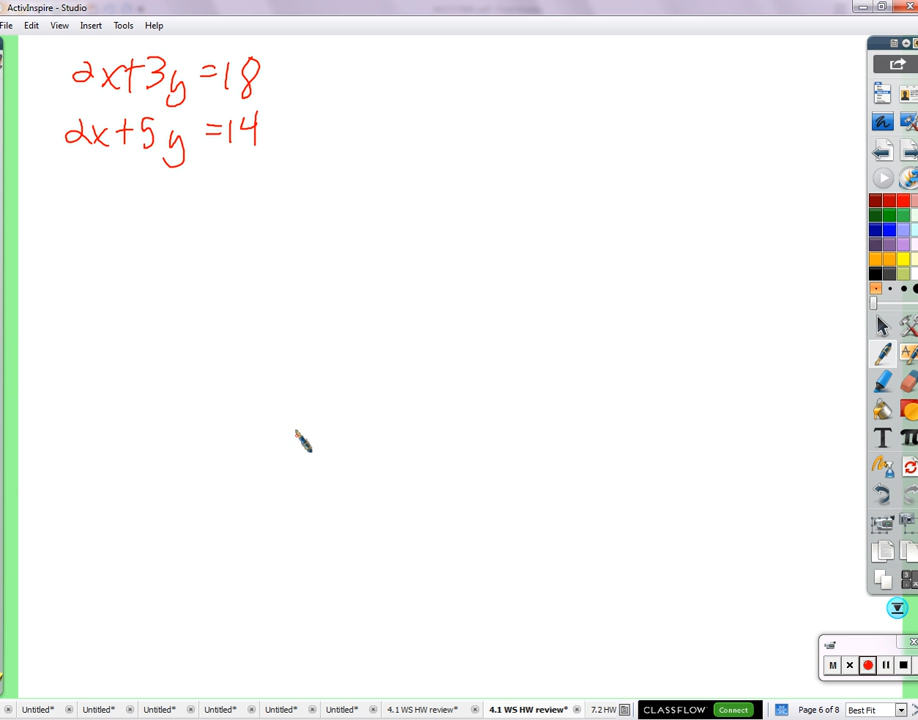 ActivInspire - Studio
File Edit View Insert Tools Help
2x+3y=18
2x+5y=14
M
Untitled* Untitled* Untitled* Untitled* Untitled* Untitled* 4.1 WS HW review* 4.1 WS HW review* 7.2 HW
CLASSFLOW Connect
Page 6 of 8 Best Fit